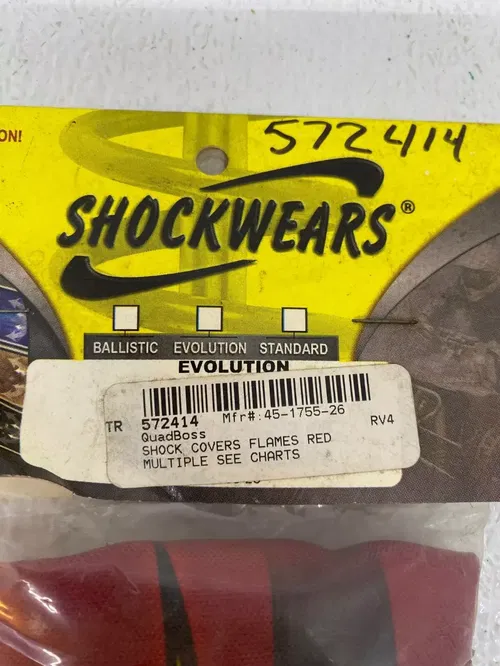 ON!
572414
SHOCKWEARS®
BALLISTIC EVOLUTION STANDARD
EVOLUTION
TR 572414 Mfr#:45-1755-26 RV4
QuadBoss
SHOCK COVERS FLAMES RED
MULTIPLE SEE CHARTS